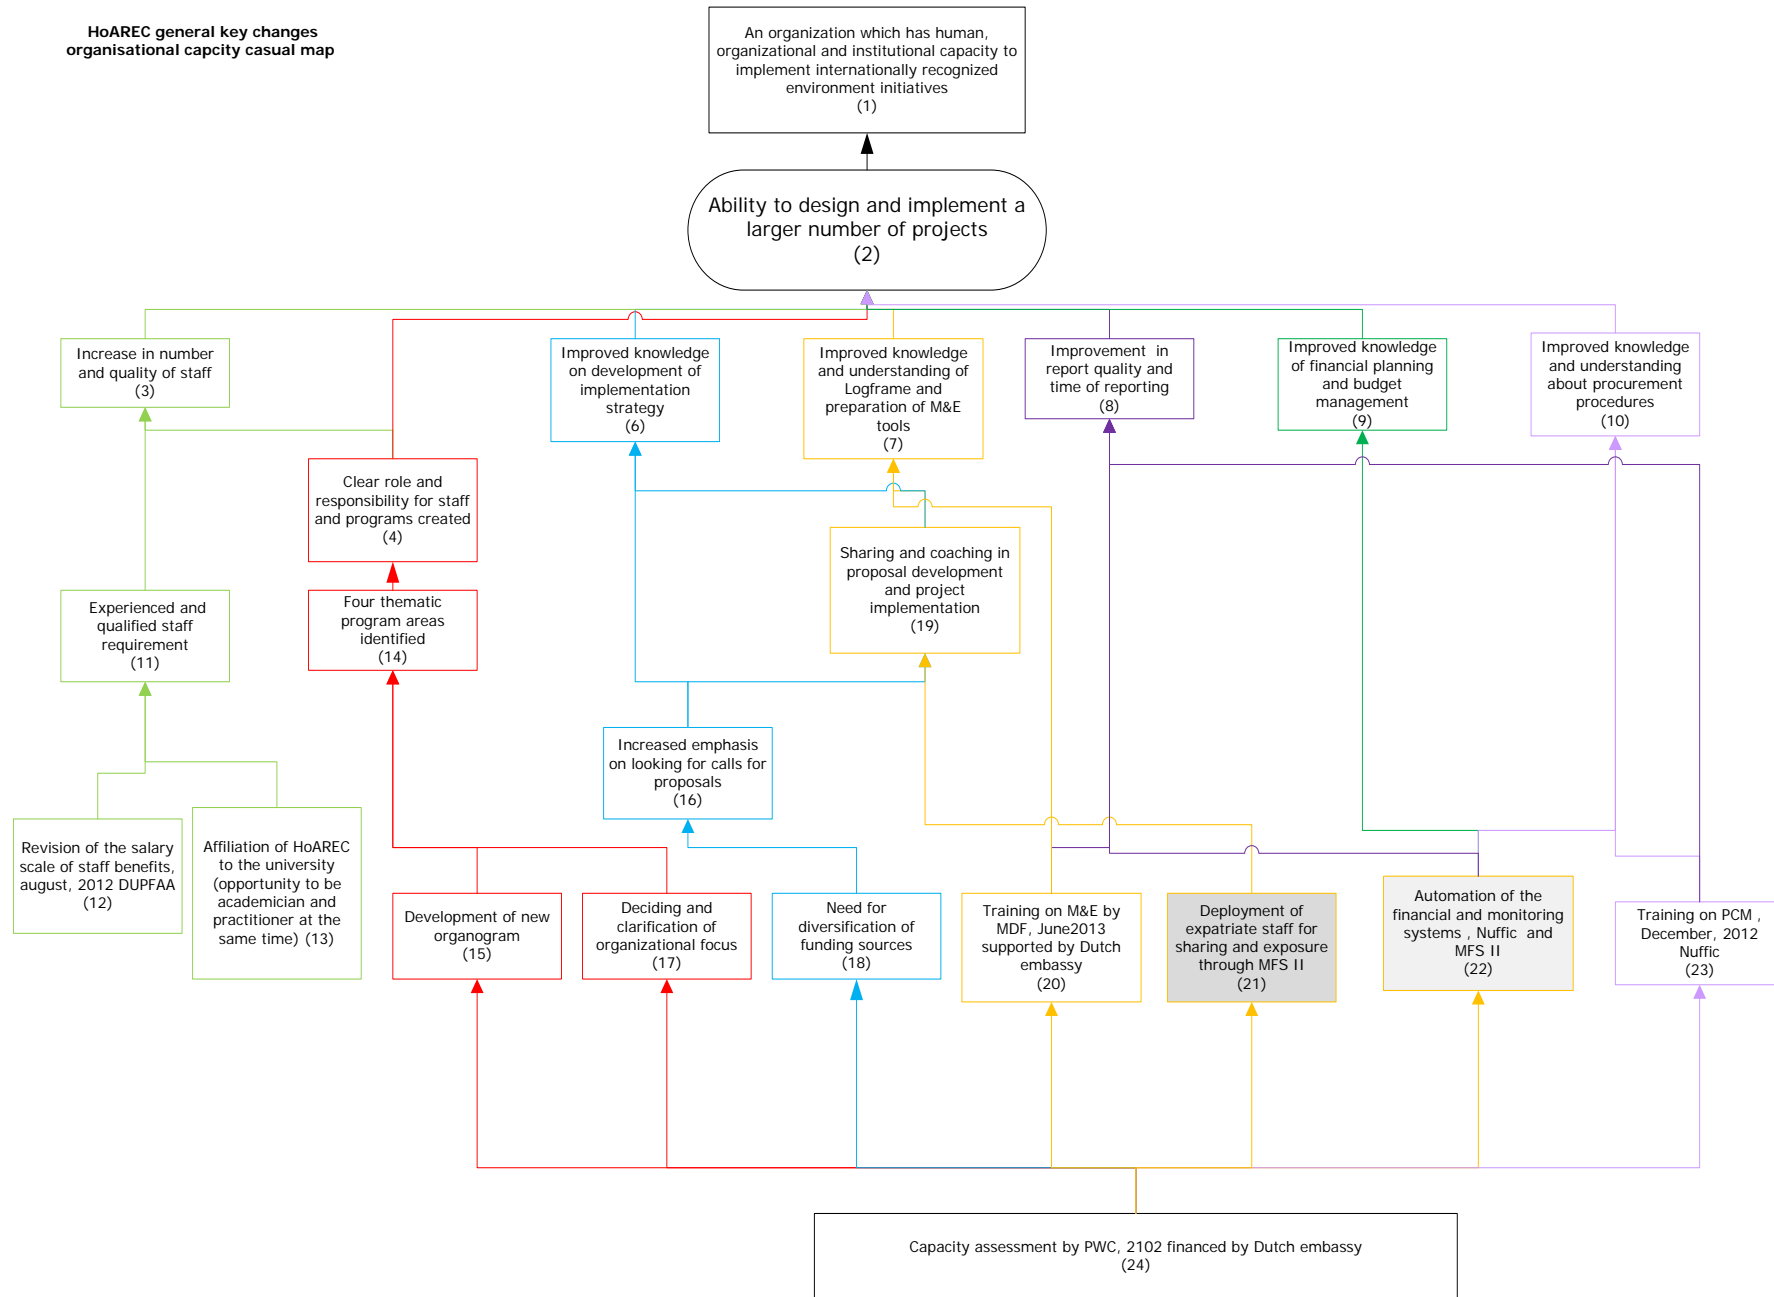 HoAREC general key changes
organisational capcity casual map
An organization which has human,
organizational and institutional capacity to
implement internationally recognized
environment initiatives
(1)
Ability to design and implement a
larger number of projects
(2)
Increase in number
and quality of staff
(3)
Improved knowledge
on development of
implementation
strategy
(6)
Improved knowledge
and understanding of
Logframe and
preparation of M&E
tools
(7)
Improvement in
report quality and
time of reporting
(8)
Improved knowledge
of financial planning
and budget
management
(9)
Improved knowledge
and understanding
about procurement
procedures
(10)
Clear role and
responsibility for staff
and programs created
(4)
Sharing and coaching in
proposal development
and project
implementation
(19)
Experienced and
qualified staff
requirement
(11)
Four thematic
program areas
identified
(14)
Increased emphasis
on looking for calls for
proposals
(16)
Revision of the salary
scale of staff benefits,
august, 2012 DUPFAA
(12)
Affiliation of HoAREC
to the university
(opportunity to be
academician and
practitioner at the
same time) (13)
Development of new
organogram
(15)
Deciding and
clarification of
organizational focus
(17)
Need for
diversification of
funding sources
(18)
Training on M&E by
MDF, June2013
supported by Dutch
embassy
(20)
Deployment of
expatriate staff for
sharing and exposure
through MFS II
(21)
Automation of the
financial and monitoring
systems , Nuffic and
MFS II
(22)
Training on PCM ,
December, 2012
Nuffic
(23)
Capacity assessment by PWC, 2102 financed by Dutch embassy
(24)